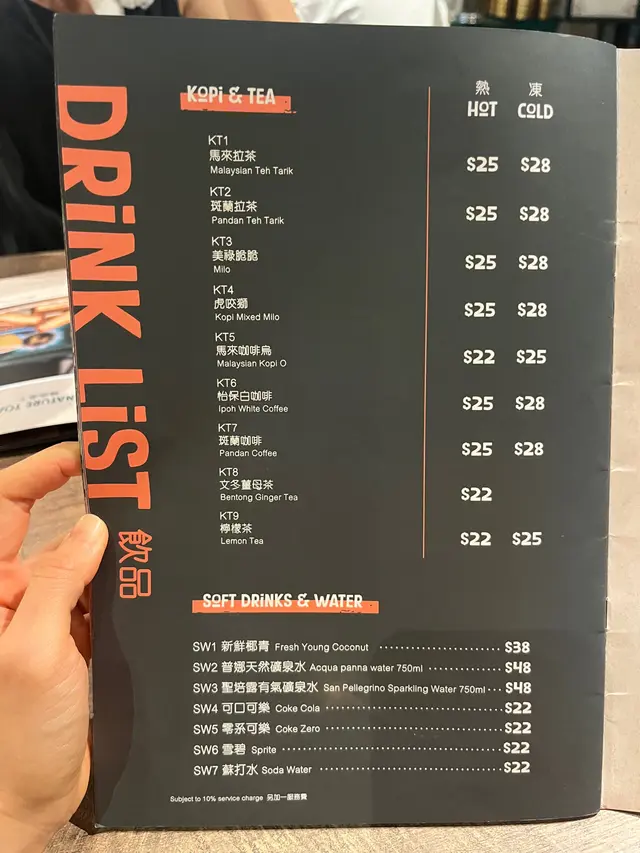 DRiNK LiST 飲品
KOPi & TEA
熱 凍
HOT COLD
KT1
馬來拉茶
Malaysian Teh Tarik
$25 $28
KT2
斑蘭拉茶
Pandan Teh Tarik
$25 $28
KT3
美祿脆脆
Milo
$25 $28
KT4
虎咬獅
Kopi Mixed Milo
$25 $28
KT5
馬來咖啡烏
Malaysian Kopi O
$22 $25
KT6
怡保白咖啡
Ipoh White Coffee
$25 $28
KT7
斑蘭咖啡
Pandan Coffee
$25 $28
KT8
文冬薑母茶
Bentong Ginger Tea
$22
KT9
檸檬茶
Lemon Tea
$22 $25
SOFT DRiNKS & WATER
SW1 新鮮椰青 Fresh Young Coconut $38
SW2 普娜天然礦泉水 Acqua panna water 750ml $48
SW3 聖培露有氣礦泉水 San Pellegrino Sparkling Water 750ml $48
SW4 可口可樂 Coke Cola $22
SW5 零系可樂 Coke Zero $22
SW6 雪碧 Sprite $22
SW7 蘇打水 Soda Water $22
Subject to 10% service charge 另加一服務費